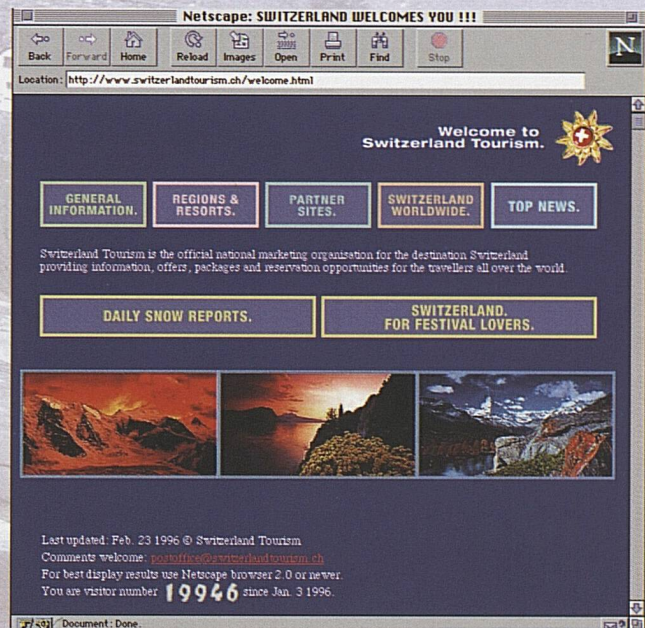 Netscape: SWITZERLAND WELCOMES YOU !!!
Back Forward Home Reload Images Open Print Find Stop
N
Location: http://www.switzerlandtourism.ch/welcome.html
Welcome to
Switzerland Tourism.
GENERAL
INFORMATION.
REGIONS &
RESORTS.
PARTNER
SITES.
SWITZERLAND
WORLDWIDE.
TOP NEWS.
Switzerland Tourism is the official national marketing organisation for the destination Switzerland
providing information, offers, packages and reservation opportunities for the travellers all over the world.
DAILY SNOW REPORTS.
SWITZERLAND.
FOR FESTIVAL LOVERS.
Last updated: Feb. 23 1996 © Switzerland Tourism
Comments welcome: postoffice@switzerlandtourism.ch
For best display results use Netscape browser 2.0 or newer.
You are visitor number 19946 since Jan. 3 1996.
Document: Done.